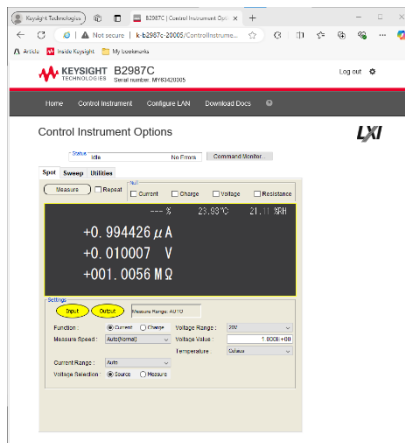 Keysight Technologies
B2987C | Control Instrument Opti
Not secure | k-b2987c-20005/ControlInstrume...
Article
Inside Keysight
My bookmarks
KEYSIGHT
TECHNOLOGIES
B2987C
Serial number: MY63420005
Log out
Home
Control Instrument
Configure LAN
Download Docs
Control Instrument Options
LXI
Status
Idle
No Errors
Command Monitor...
Spot
Sweep
Utilities
Measure
Repeat
Null
Current
Charge
Voltage
Resistance
--- %
23.93°C
21.11 %RH
+0. 994426 μA
+0. 010007 V
+001. 0056 MΩ
Settings
Input
Output
Measure Range: AUTO
Function :
Current
Charge
Voltage Range :
20V
Measure Speed :
Auto(Normal)
Voltage Value :
1.000E+00
Temperature :
Celsius
Current Range :
Auto
Voltage Selection :
Source
Measure